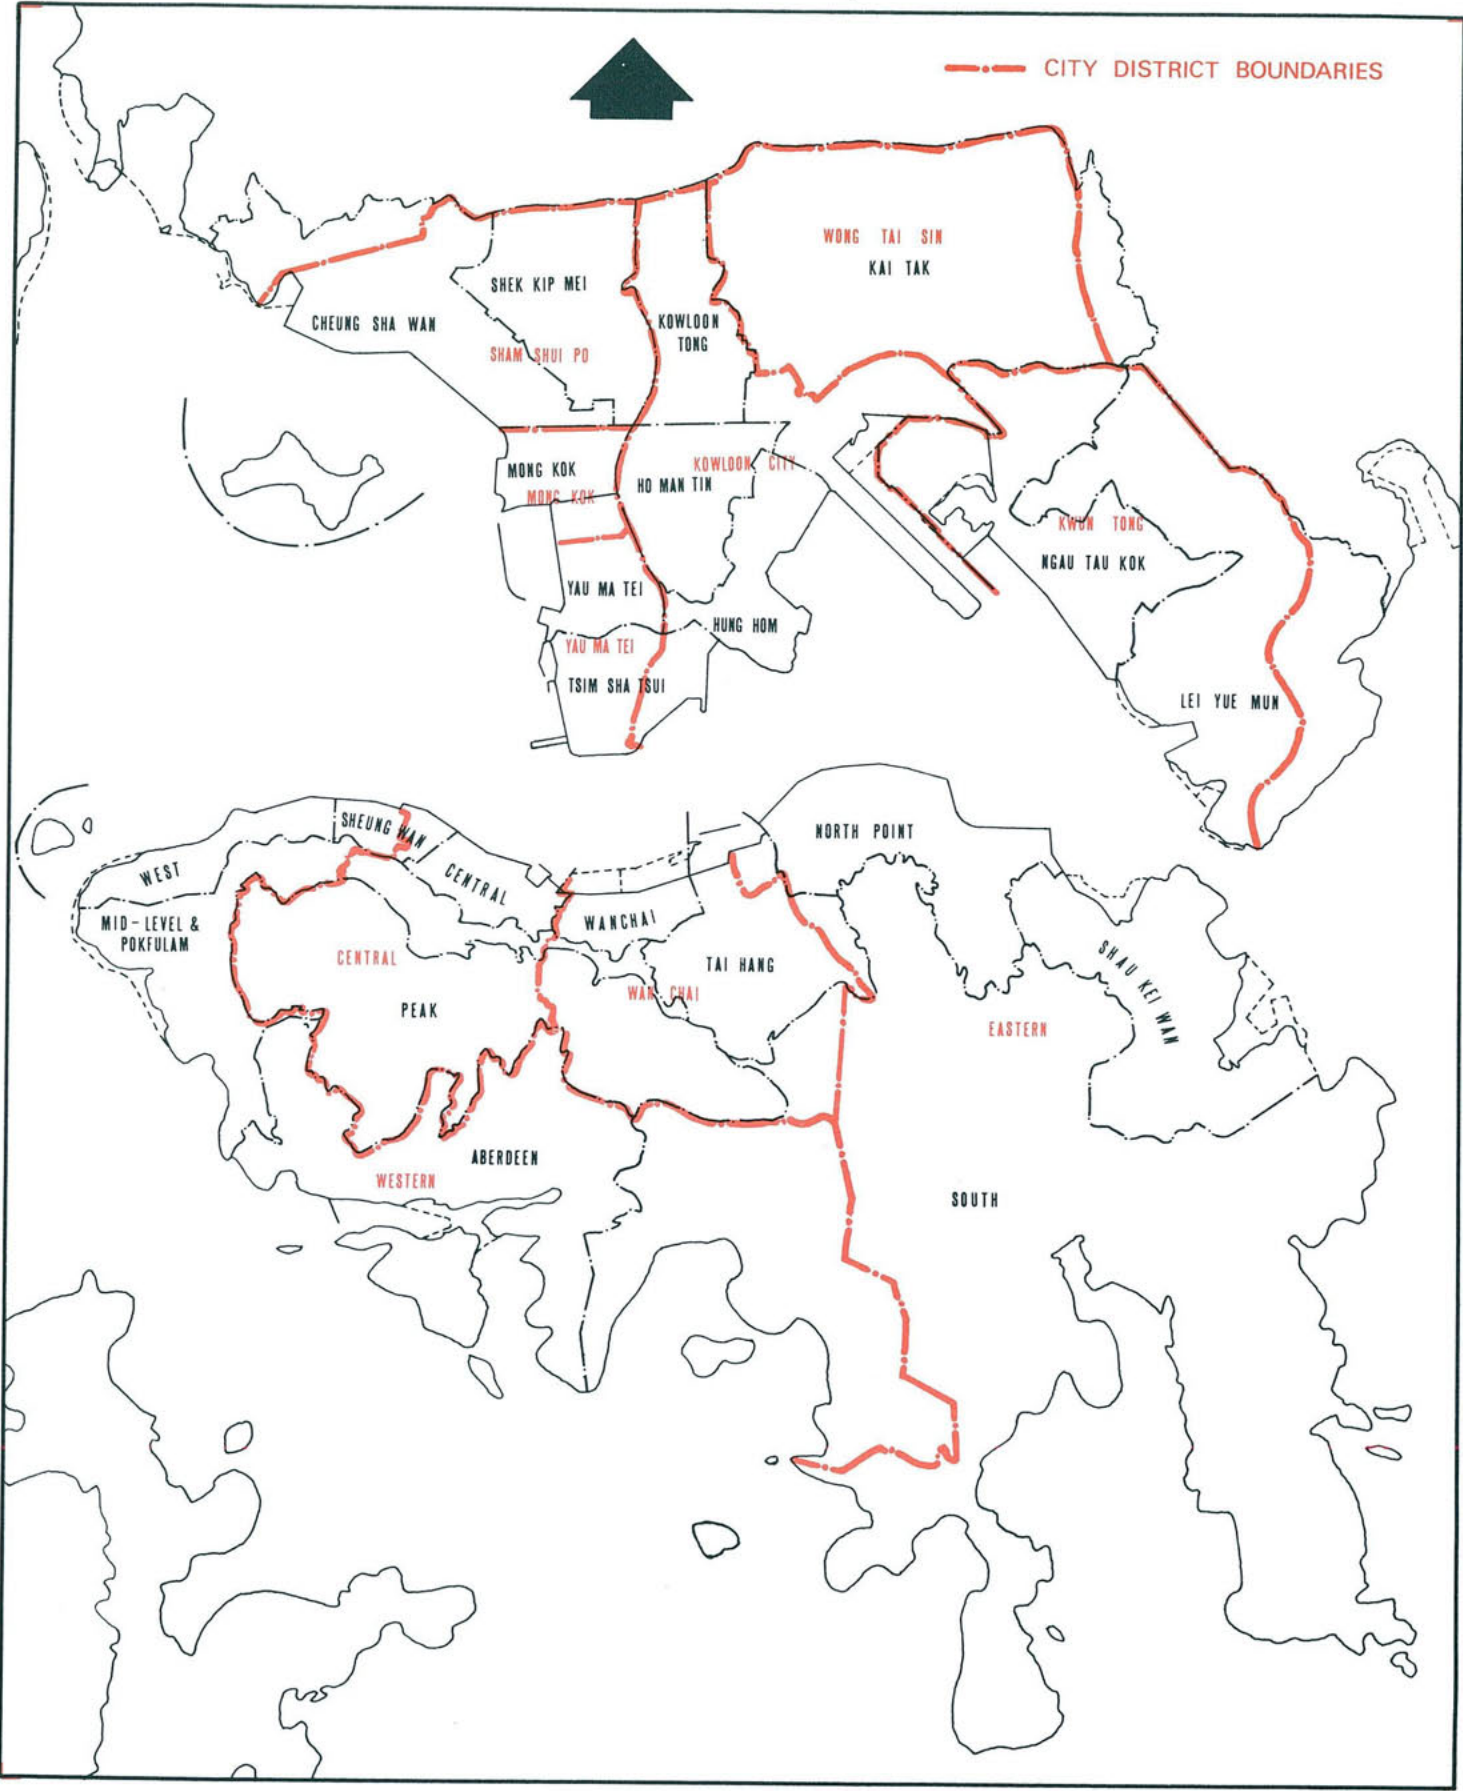 CITY DISTRICT BOUNDARIES
WONG TAI SIN
KAI TAK
SHEK KIP MEI
CHEUNG SHA WAN
KOWLOON
TONG
SHAM SHUI PO
MONG KOK
KOWLOON CITY
HO MAN TIN
MONG KOK
KWUN TONG
NGAU TAU KOK
YAU MA TEI
HUNG HOM
YAU MA TEI
TSIM SHA TSUI
LEI YUE MUN
SHEUNG WAN
NORTH POINT
WEST
CENTRAL
MID-LEVEL &
POKFULAM
WANCHAI
CENTRAL
TAI HANG
SHAU KEI WAN
WAN CHAI
PEAK
EASTERN
ABERDEEN
WESTERN
SOUTH